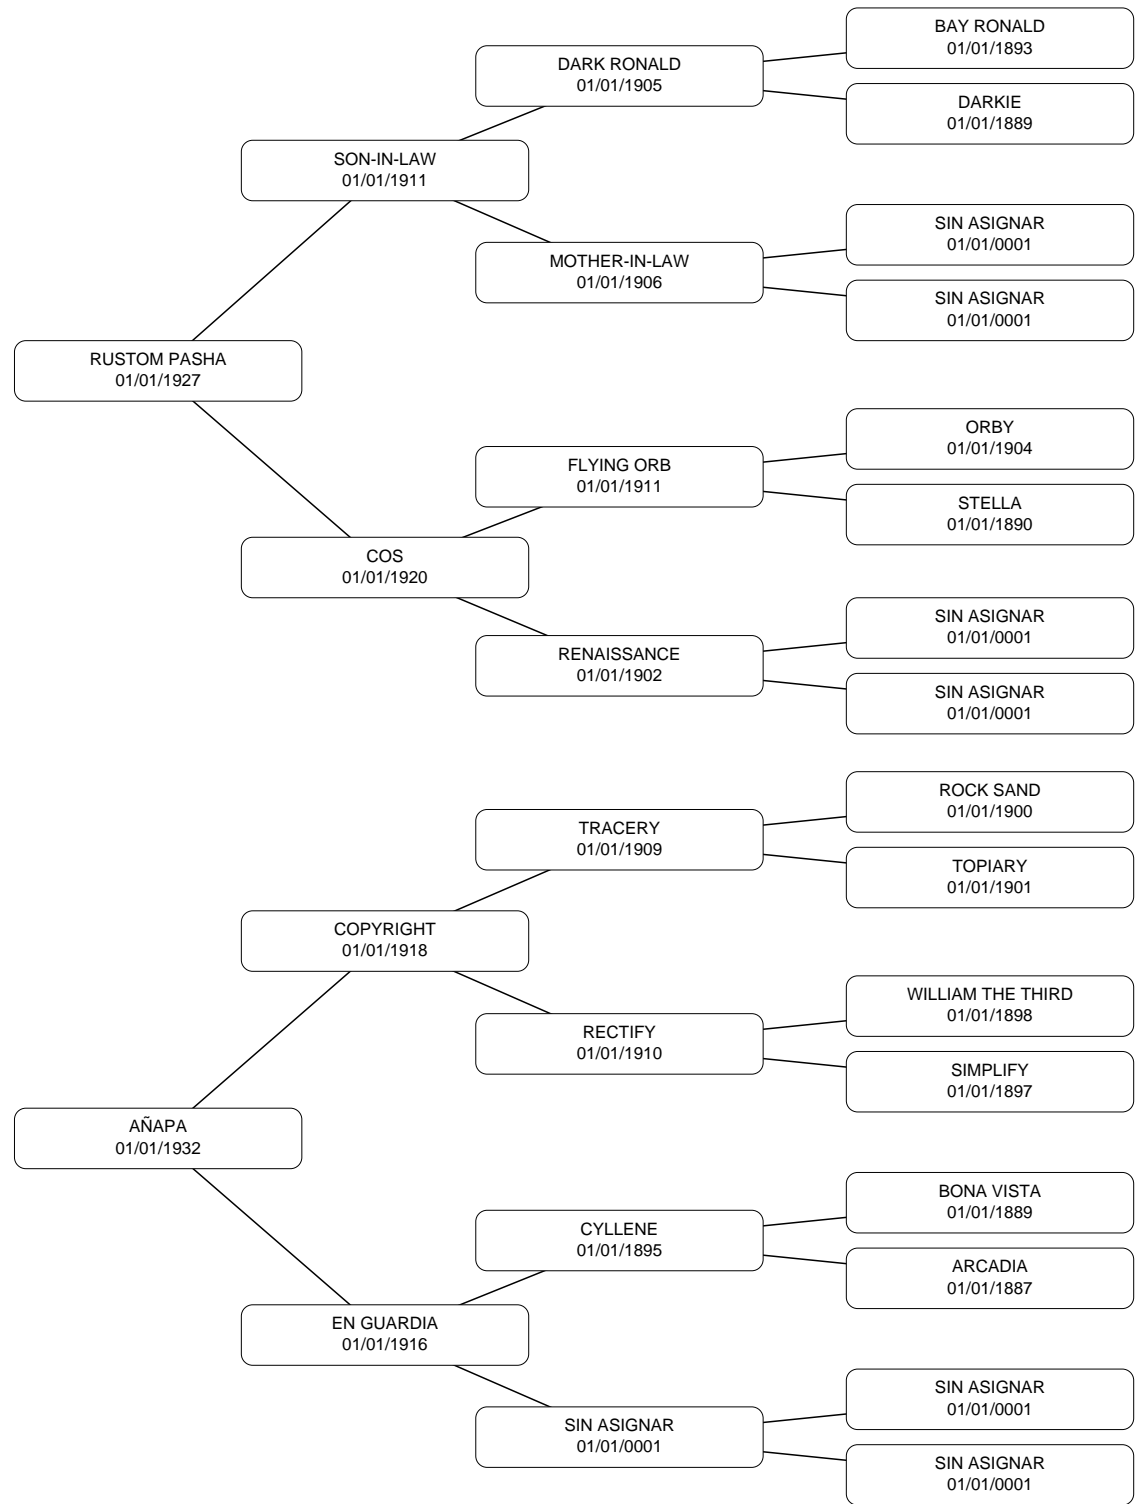 BAY RONALD
01/01/1893
DARK RONALD
01/01/1905
DARKIE
01/01/1889
SON-IN-LAW
01/01/1911
SIN ASIGNAR
01/01/0001
MOTHER-IN-LAW
01/01/1906
SIN ASIGNAR
01/01/0001
RUSTOM PASHA
01/01/1927
ORBY
01/01/1904
FLYING ORB
01/01/1911
STELLA
01/01/1890
COS
01/01/1920
SIN ASIGNAR
01/01/0001
RENAISSANCE
01/01/1902
SIN ASIGNAR
01/01/0001
ROCK SAND
01/01/1900
TRACERY
01/01/1909
TOPIARY
01/01/1901
COPYRIGHT
01/01/1918
WILLIAM THE THIRD
01/01/1898
RECTIFY
01/01/1910
SIMPLIFY
01/01/1897
AÑAPA
01/01/1932
BONA VISTA
01/01/1889
CYLLENE
01/01/1895
ARCADIA
01/01/1887
EN GUARDIA
01/01/1916
SIN ASIGNAR
01/01/0001
SIN ASIGNAR
01/01/0001
SIN ASIGNAR
01/01/0001